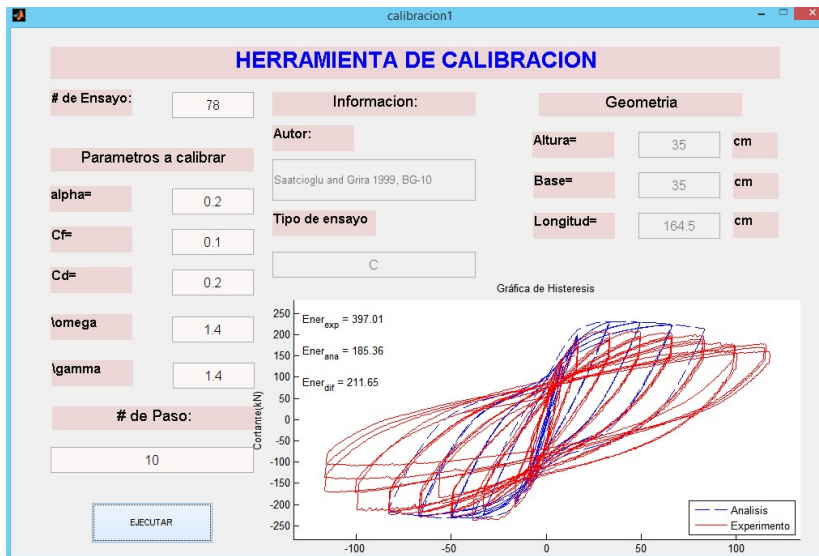 calibracion1
HERRAMIENTA DE CALIBRACION
# de Ensayo:
78
Parametros a calibrar
alpha=
0.2
Cf=
0.1
Cd=
0.2
\omega
1.4
\gamma
1.4
# de Paso:
10
EJECUTAR
Informacion:
Autor:
Saatcioglu and Grira 1999, BG-10
Tipo de ensayo
C
Geometria
Altura=
35
cm
Base=
35
cm
Longitud=
164.5
cm
Gráfica de Histeresis
Cortante(kN)
250
200
150
100
50
0
-50
-100
-150
-200
-250
Ener_exp = 397.01
Ener_ana = 185.36
Ener_dif = 211.65
-100
-50
0
50
100
Analisis
Experimento